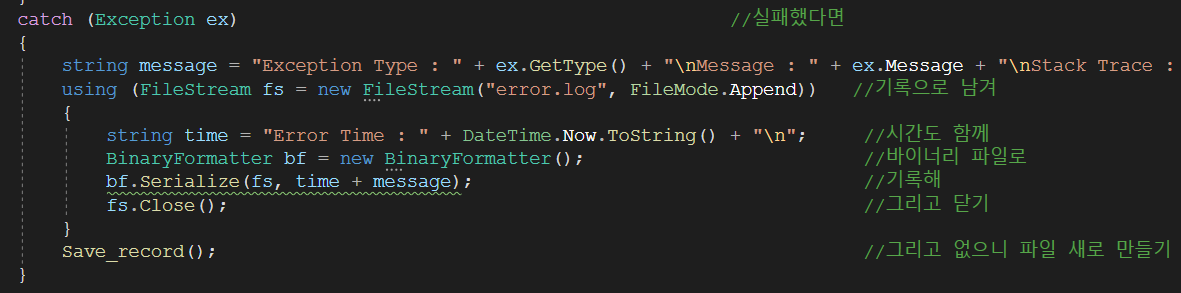 }
catch (Exception ex) //실패했다면
{
string message = "Exception Type : " + ex.GetType() + "\nMessage : " + ex.Message + "\nStack Trace :
using (FileStream fs = new FileStream("error.log", FileMode.Append)) //기록으로 남겨
{
string time = "Error Time : " + DateTime.Now.ToString() + "\n"; //시간도 함께
BinaryFormatter bf = new BinaryFormatter(); //바이너리 파일로
bf.Serialize(fs, time + message); //기록해
fs.Close(); //그리고 닫기
}
Save_record(); //그리고 없으니 파일 새로 만들기
}